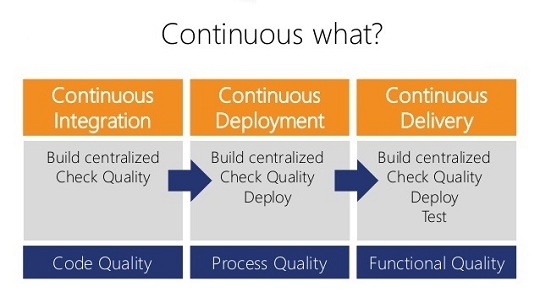 Continuous what?
Continuous
Integration
Build centralized
Check Quality
Code Quality
Continuous
Deployment
Build centralized
Check Quality
Deploy
Process Quality
Continuous
Delivery
Build centralized
Check Quality
Deploy
Test
Functional Quality